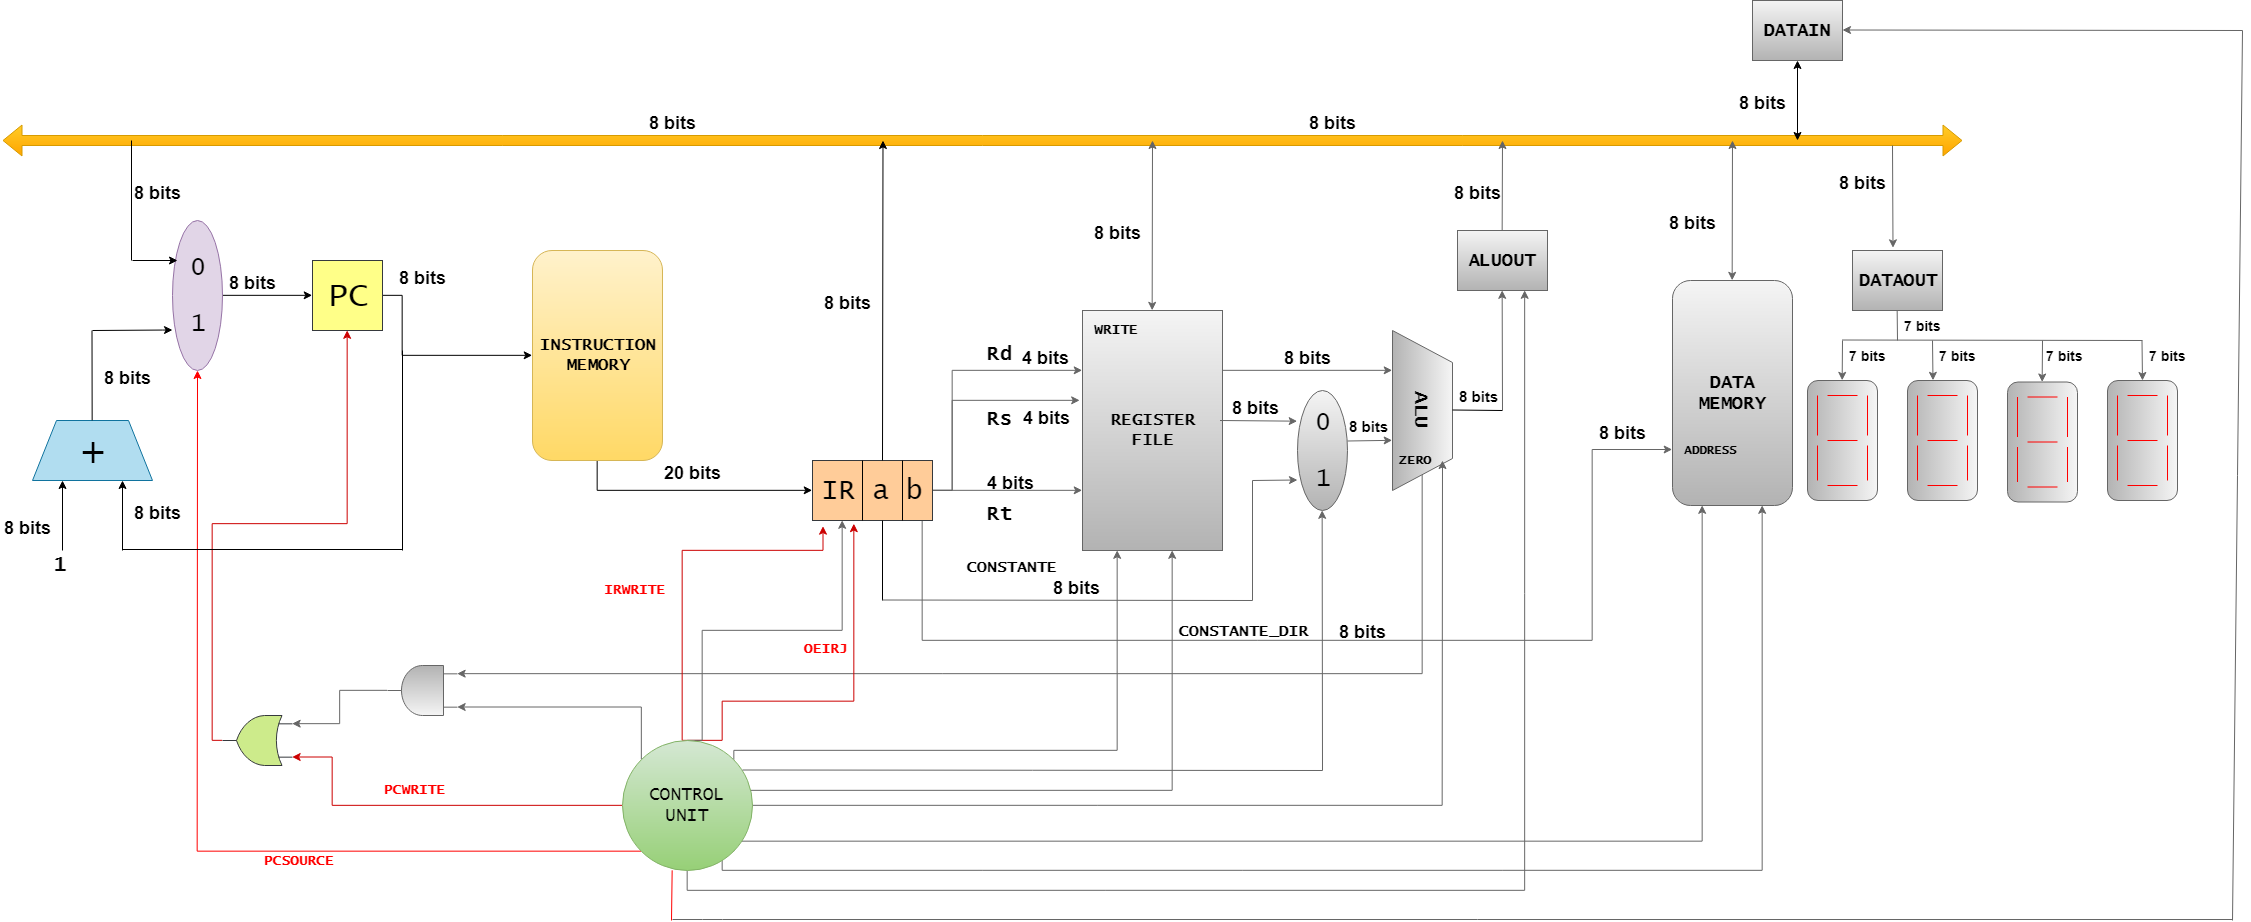 DATAIN
8 bits
8 bits
8 bits
8 bits
8 bits
8 bits
8 bits
8 bits
8 bits
0
1
8 bits
PC
8 bits
INSTRUCTION
MEMORY
8 bits
ALUOUT
DATAOUT
7 bits
7 bits
7 bits
7 bits
7 bits
WRITE
Rd 4 bits
Rs 4 bits
4 bits
Rt
REGISTER
FILE
8 bits
8 bits
0
1
8 bits
ALU
ZERO
8 bits
DATA
MEMORY
ADDRESS
8 bits
8 bits
+
8 bits
8 bits
1
20 bits
IR a b
CONSTANTE
8 bits
IRWRITE
CONSTANTE_DIR 8 bits
OEIRJ
PCWRITE
CONTROL
UNIT
PCSOURCE